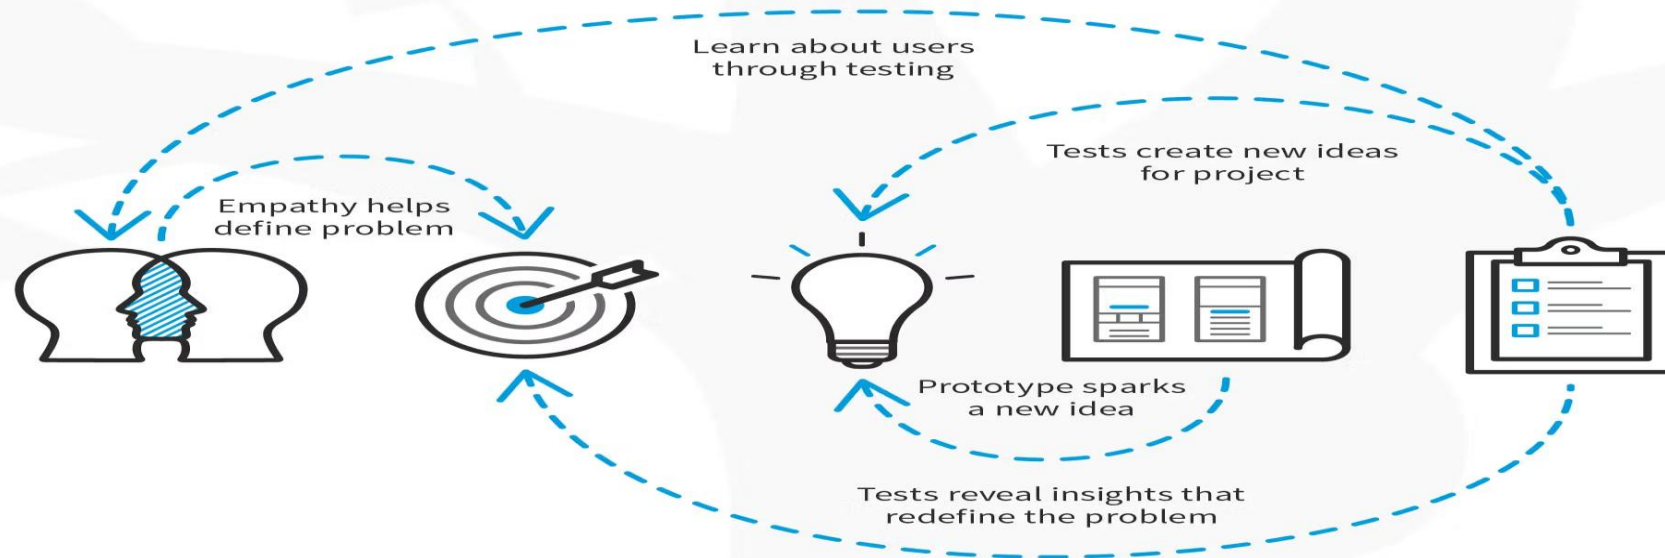 Learn about users
through testing
Tests create new ideas
for project
Empathy helps
define problem
Prototype sparks
a new idea
Tests reveal insights that
redefine the problem